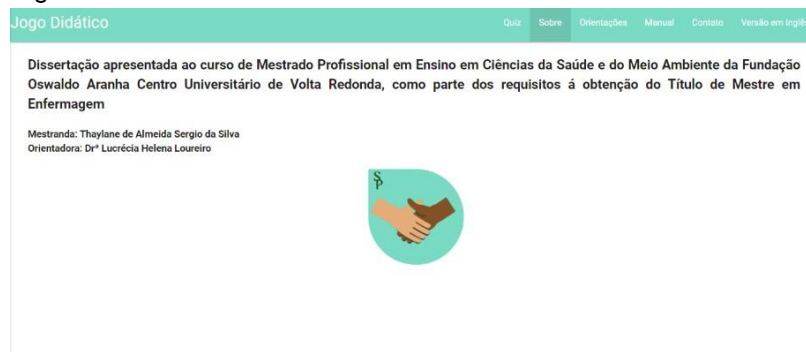 Jogo Didático
Quiz Sobre Orientações Manual Contato Versão em Inglês
Dissertação apresentada ao curso de Mestrado Profissional em Ensino em Ciências da Saúde e do Meio Ambiente da Fundação
Oswaldo Aranha Centro Universitário de Volta Redonda, como parte dos requisitos á obtenção do Título de Mestre em
Enfermagem
Mestranda: Thaylane de Almeida Sergio da Silva
Orientadora: Drª Lucrécia Helena Loureiro
SP